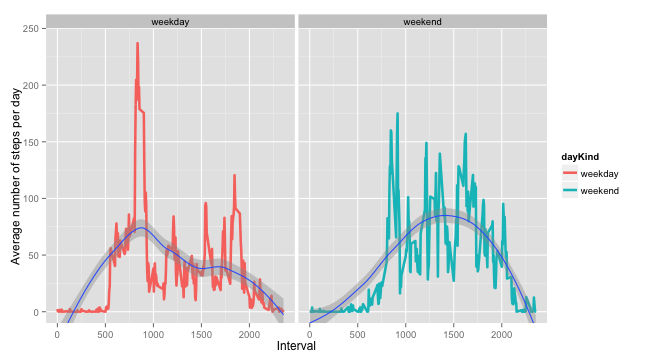 weekday weekend
250
200
150
100
50
0
Average number of steps per day
0 500 1000 1500 2000 0 500 1000 1500 2000
Interval
dayKind
weekday
weekend